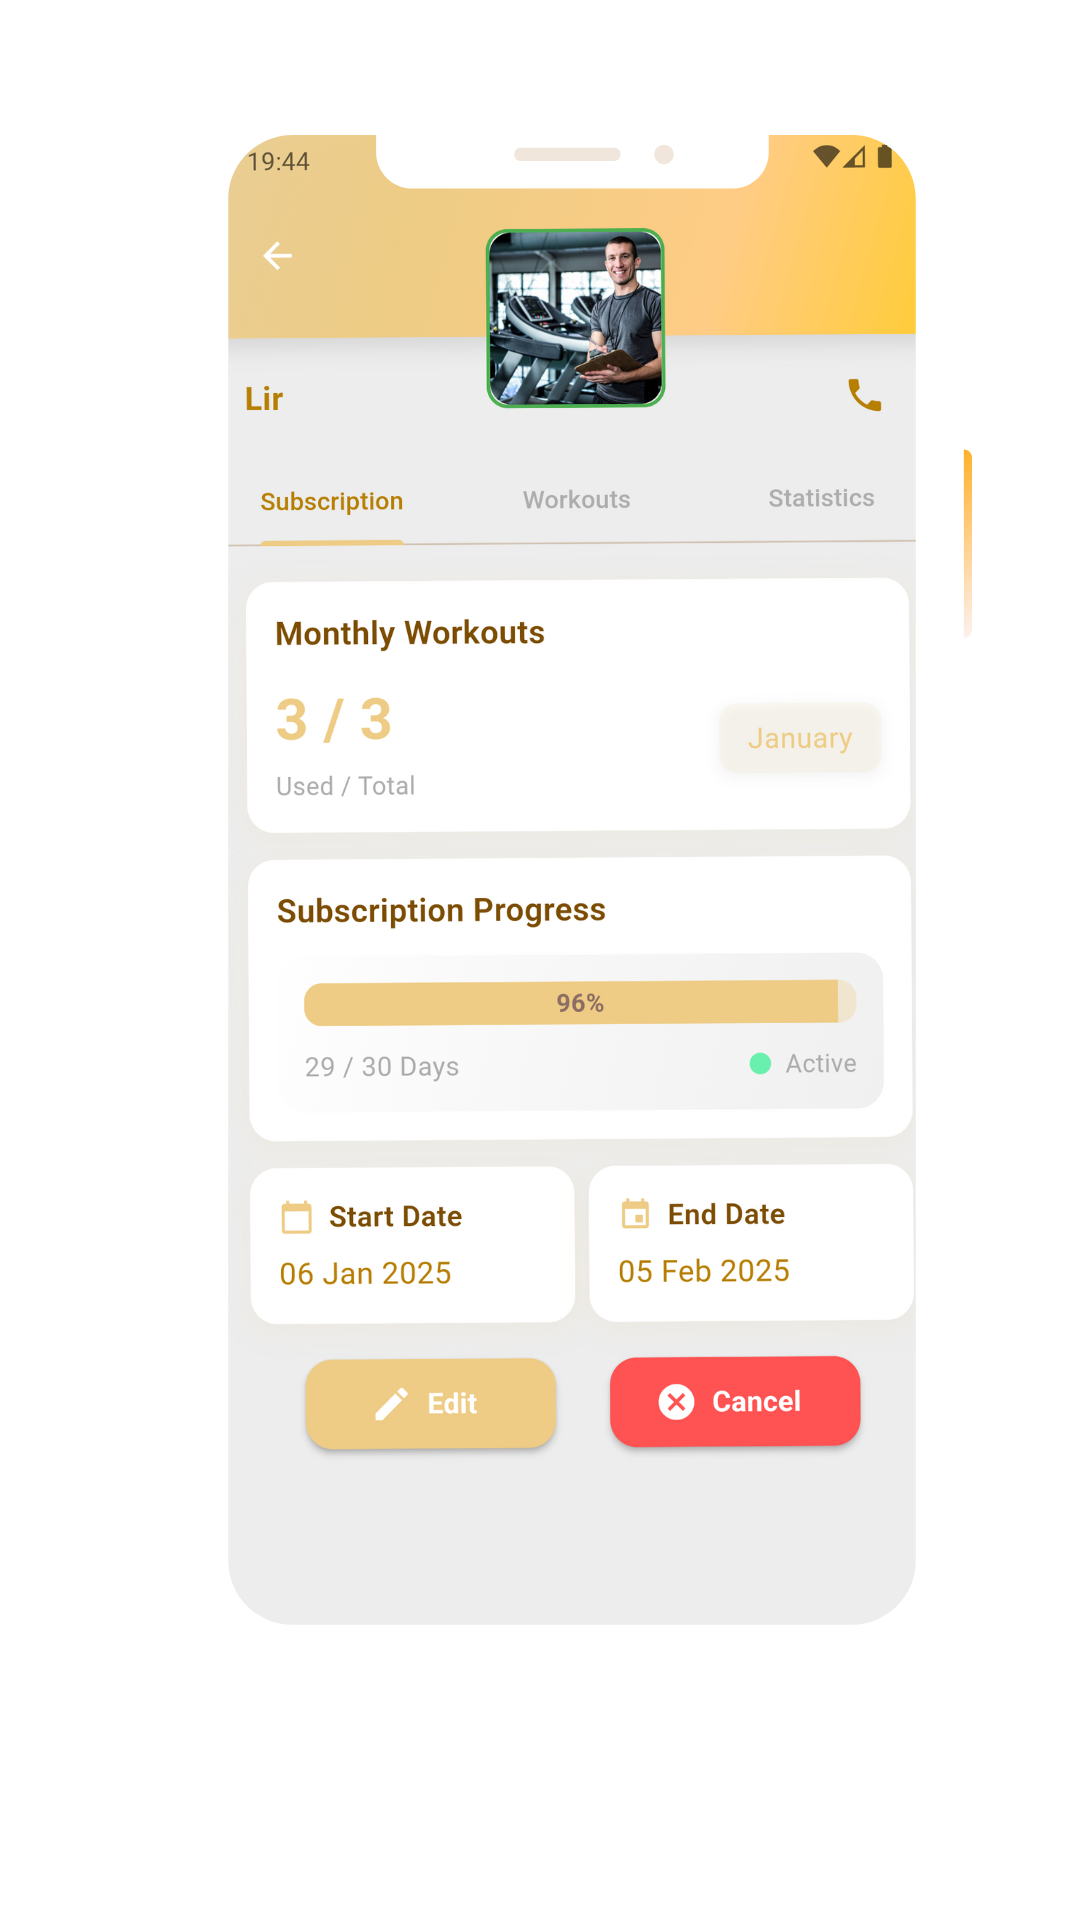 19:44
Lir
Subscription Workouts Statistics
Monthly Workouts
3 / 3
January
Used / Total
Subscription Progress
96%
29 / 30 Days
Active
Start Date
06 Jan 2025
End Date
05 Feb 2025
Edit
Cancel